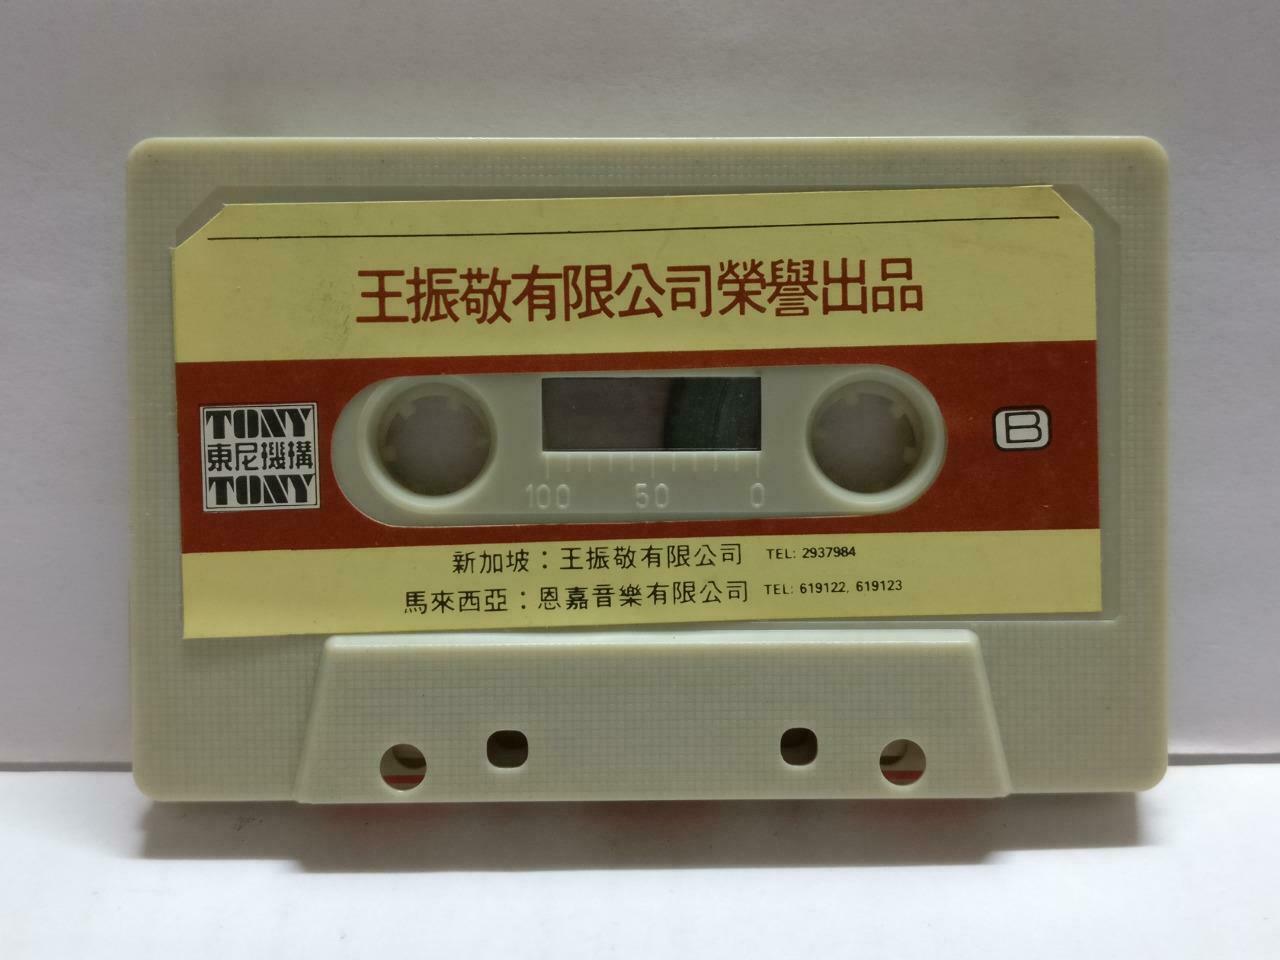 王振敬有限公司榮譽出品
TONY
東尼機構
TONY
B
100 50 0
新加坡：王振敬有限公司 TEL: 2937984
馬來西亞：恩嘉音樂有限公司 TEL: 619122, 619123